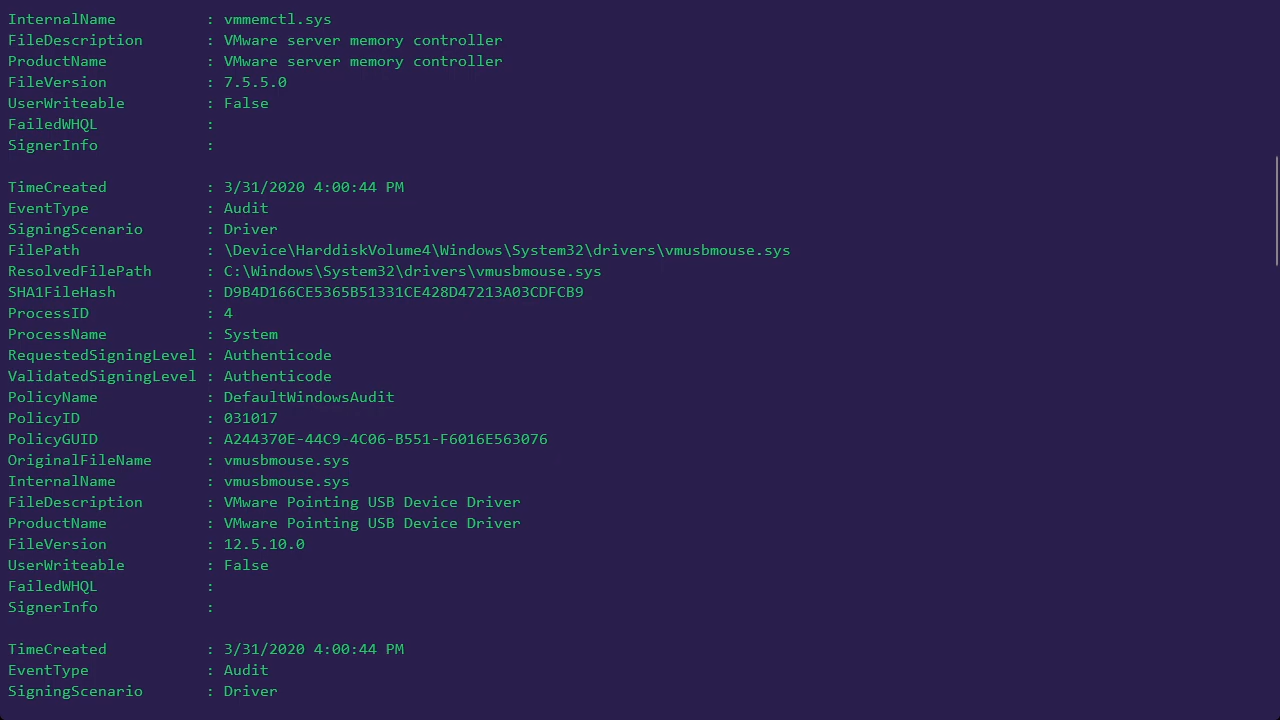 InternalName          : vmmemctl.sys
FileDescription       : VMware server memory controller
ProductName           : VMware server memory controller
FileVersion           : 7.5.5.0
UserWriteable         : False
FailedWHQL            :
SignerInfo            :

TimeCreated           : 3/31/2020 4:00:44 PM
EventType             : Audit
SigningScenario       : Driver
FilePath              : \Device\HarddiskVolume4\Windows\System32\drivers\vmusbmouse.sys
ResolvedFilePath      : C:\Windows\System32\drivers\vmusbmouse.sys
SHA1FileHash          : D9B4D166CE5365B51331CE428D47213A03CDFCB9
ProcessID             : 4
ProcessName           : System
RequestedSigningLevel : Authenticode
ValidatedSigningLevel : Authenticode
PolicyName            : DefaultWindowsAudit
PolicyID              : 031017
PolicyGUID            : A244370E-44C9-4C06-B551-F6016E563076
OriginalFileName      : vmusbmouse.sys
InternalName          : vmusbmouse.sys
FileDescription       : VMware Pointing USB Device Driver
ProductName           : VMware Pointing USB Device Driver
FileVersion           : 12.5.10.0
UserWriteable         : False
FailedWHQL            :
SignerInfo            :

TimeCreated           : 3/31/2020 4:00:44 PM
EventType             : Audit
SigningScenario       : Driver